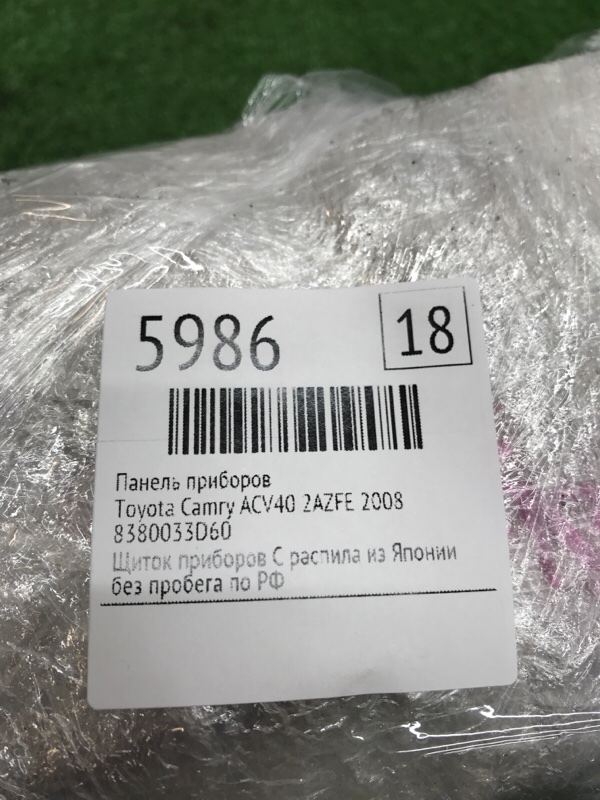 5986
18
Панель приборов
Toyota Camry ACV40 2AZFE 2008
8380033D60
Щиток приборов С распила из Японии
без пробега по РФ